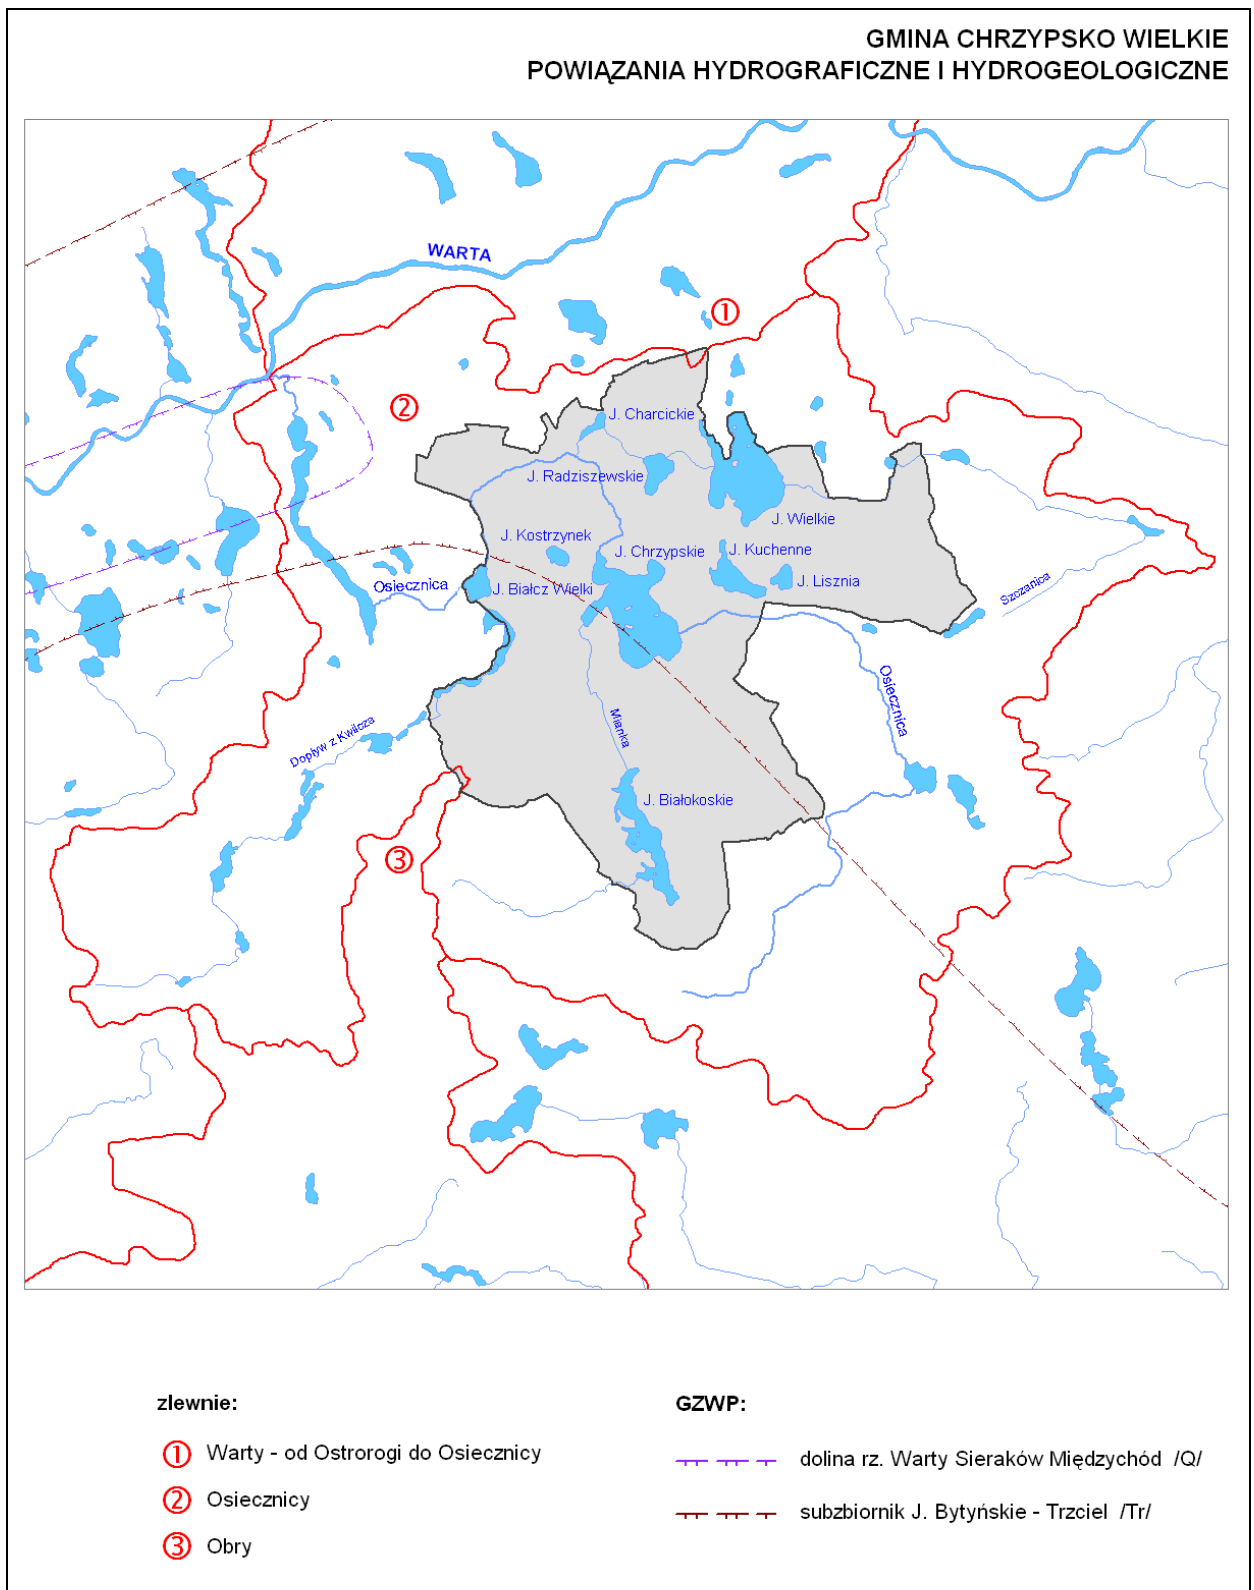 GMINA CHRZYPSKO WIELKIE
POWIĄZANIA HYDROGRAFICZNE I HYDROGEOLOGICZNE
WARTA
1
2
J. Charcickie
J. Radziszewskie
J. Wielkie
J. Kostrzynek
J. Chrzypskie
J. Kuchenne
J. Lisznia
Osiecznica
J. Białcz Wielki
Szczanica
Osiecznica
Mianka
Dopływ z Kwilcza
J. Białokoskie
3
zlewnie:
1 Warty - od Ostrorogi do Osiecznicy
2 Osiecznicy
3 Obry
GZWP:
dolina rz. Warty Sieraków Międzychód /Q/
subzbiornik J. Bytyńskie - Trzciel /Tr/